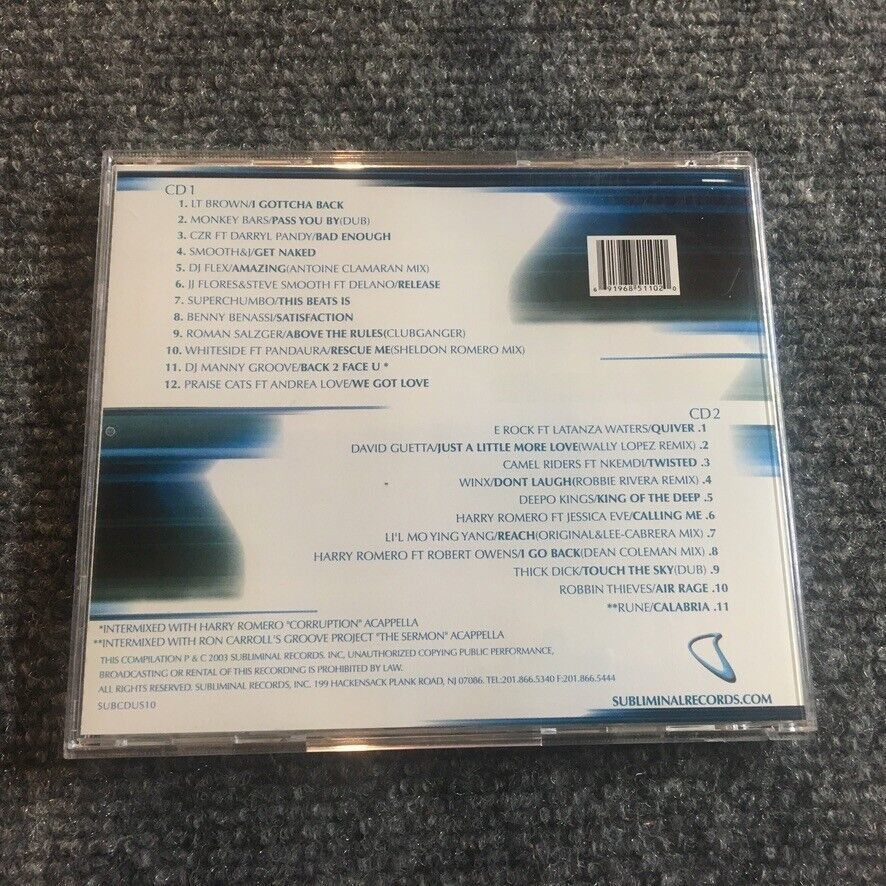 CD 1
1. LT BROWN/I GOTTCHA BACK
2. MONKEY BARS/PASS YOU BY(DUB)
3. CZR FT DARRYL PANDY/BAD ENOUGH
4. SMOOTH&J/GET NAKED
5. DJ FLEX/AMAZING(ANTOINE CLAMARAN MIX)
6. JJ FLORES&STEVE SMOOTH FT DELANO/RELEASE
7. SUPERCHUMBO/THIS BEATS IS
8. BENNY BENASSI/SATISFACTION
9. ROMAN SALZGER/ABOVE THE RULES(CLUBGANGER)
10. WHITESIDE FT PANDAURA/RESCUE ME(SHELDON ROMERO MIX)
11. DJ MANNY GROOVE/BACK 2 FACE U *
12. PRAISE CATS FT ANDREA LOVE/WE GOT LOVE
6 91968 51102 0
CD 2
E ROCK FT LATANZA WATERS/QUIVER .1
DAVID GUETTA/JUST A LITTLE MORE LOVE(WALLY LOPEZ REMIX) .2
CAMEL RIDERS FT NKEMDI/TWISTED .3
WINX/DONT LAUGH(ROBBIE RIVERA REMIX) .4
DEEPO KINGS/KING OF THE DEEP .5
HARRY ROMERO FT JESSICA EVE/CALLING ME .6
LI'L MO YING YANG/REACH(ORIGINAL&LEE-CABRERA MIX) .7
HARRY ROMERO FT ROBERT OWENS/I GO BACK(DEAN COLEMAN MIX) .8
THICK DICK/TOUCH THE SKY(DUB) .9
ROBBIN THIEVES/AIR RAGE .10
**RUNE/CALABRIA .11
*INTERMIXED WITH HARRY ROMERO "CORRUPTION" ACAPPELLA
**INTERMIXED WITH RON CARROLL'S GROOVE PROJECT "THE SERMON" ACAPPELLA
THIS COMPILATION P & C 2003 SUBLIMINAL RECORDS. INC, UNAUTHORIZED COPYING PUBLIC PERFORMANCE,
BROADCASTING OR RENTAL OF THIS RECORDING IS PROHIBITED BY LAW.
ALL RIGHTS RESERVED. SUBLIMINAL RECORDS, INC. 199 HACKENSACK PLANK ROAD, NJ 07086. TEL:201.866.5340 F:201.866.5444
SUBCDUS10
SUBLIMINALRECORDS.COM